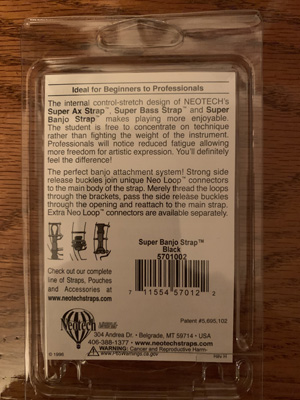 Ideal for Beginners to Professionals
The internal control-stretch design of NEOTECH's
Super Ax Strap™, Super Bass Strap™ and Super
Banjo Strap™ makes playing more enjoyable.
The student is free to concentrate on technique
rather than fighting the weight of the instrument.
Professionals will notice reduced fatigue allowing
more freedom for artistic expression. You'll definitely
feel the difference!
The perfect banjo attachment system! Strong side
release buckles join unique Neo Loop™ connectors
to the main body of the strap. Merely thread the loops
through the brackets, pass the side release buckles
through the opening and reattach to the main strap.
Extra Neo Loop™ connectors are available separately.
Super Banjo Strap™
Black
5701002
Check out our complete
line of Straps, Pouches
and Accessories at
www.neotechstraps.com
7 11554 57012 2
Patent #5,695,102
Neotech
304 Andrea Dr. • Belgrade, MT 59714 • USA
406-388-1377 • www.neotechstraps.com
WARNING: Cancer and Reproductive Harm-
www.P65Warnings.ca.gov